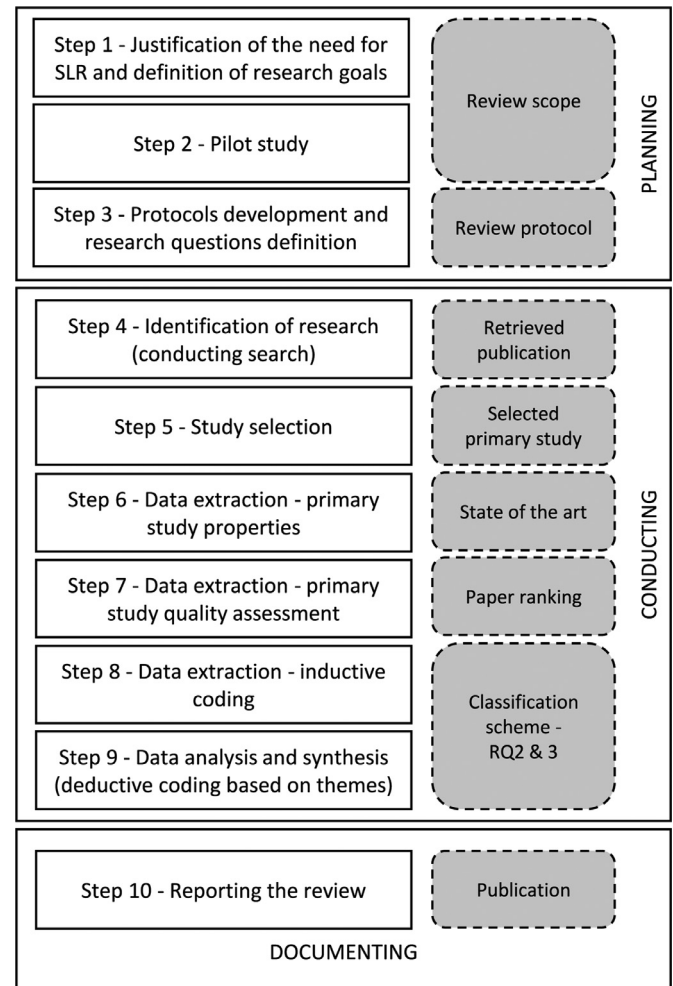 Step 1 - Justification of the need for
SLR and definition of research goals
Step 2 - Pilot study
Review scope
Step 3 - Protocols development and
research questions definition
Review protocol
PLANNING
Step 4 - Identification of research
(conducting search)
Retrieved
publication
Step 5 - Study selection
Selected
primary study
Step 6 - Data extraction - primary
study properties
State of the art
Step 7 - Data extraction - primary
study quality assessment
Paper ranking
Step 8 - Data extraction - inductive
coding
Step 9 - Data analysis and synthesis
(deductive coding based on themes)
Classification
scheme -
RQ2 & 3
CONDUCTING
Step 10 - Reporting the review
Publication
DOCUMENTING